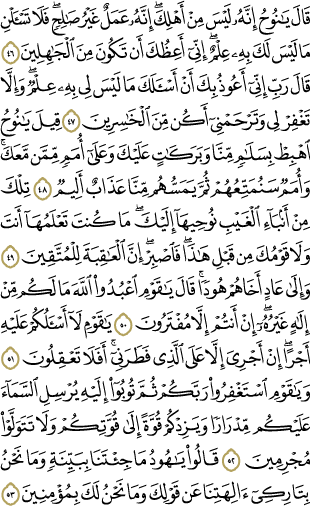 قَالَ يَٰنُوحُ إِنَّهُۥ لَيْسَ مِنْ أَهْلِكَ ۖ إِنَّهُۥ عَمَلٌ غَيْرُ صَٰلِحٍ ۖ فَلَا تَسْـَٔلْنِ
مَا لَيْسَ لَكَ بِهِۦ عِلْمٌ ۖ إِنِّىٓ أَعِظُكَ أَن تَكُونَ مِنَ ٱلْجَٰهِلِينَ ٤٦
قَالَ رَبِّ إِنِّىٓ أَعُوذُ بِكَ أَنْ أَسْـَٔلَكَ مَا لَيْسَ لِى بِهِۦ عِلْمٌ ۖ وَإِلَّا
تَغْفِرْ لِى وَتَرْحَمْنِىٓ أَكُن مِّنَ ٱلْخَٰسِرِينَ ٤٧ قِيلَ يَٰنُوحُ
ٱهْبِطْ بِسَلَٰمٍ مِّنَّا وَبَرَكَٰتٍ عَلَيْكَ وَعَلَىٰٓ أُمَمٍ مِّمَّن مَّعَكَ ۚ
وَأُمَمٌ سَنُمَتِّعُهُمْ ثُمَّ يَمَسُّهُم مِّنَّا عَذَابٌ أَلِيمٌ ٤٨ تِلْكَ
مِنْ أَنۢبَآءِ ٱلْغَيْبِ نُوحِيهَآ إِلَيْكَ ۖ مَا كُنتَ تَعْلَمُهَآ أَنتَ
وَلَا قَوْمُكَ مِن قَبْلِ هَٰذَا ۖ فَٱصْبِرْ ۖ إِنَّ ٱلْعَٰقِبَةَ لِلْمُتَّقِينَ ٤٩
وَإِلَىٰ عَادٍ أَخَاهُمْ هُودًا ۚ قَالَ يَٰقَوْمِ ٱعْبُدُوا۟ ٱللَّهَ مَا لَكُم مِّنْ
إِلَٰهٍ غَيْرُهُۥٓ ۖ إِنْ أَنتُمْ إِلَّا مُفْتَرُونَ ٥٠ يَٰقَوْمِ لَآ أَسْـَٔلُكُمْ عَلَيْهِ
أَجْرًا ۖ إِنْ أَجْرِىَ إِلَّا عَلَى ٱلَّذِى فَطَرَنِىٓ ۚ أَفَلَا تَعْقِلُونَ ٥١
وَيَٰقَوْمِ ٱسْتَغْفِرُوا۟ رَبَّكُمْ ثُمَّ تُوبُوٓا۟ إِلَيْهِ يُرْسِلِ ٱلسَّمَآءَ
عَلَيْكُم مِّدْرَارًا وَيَزِدْكُمْ قُوَّةً إِلَىٰ قُوَّتِكُمْ وَلَا تَتَوَلَّوْا۟
مُجْرِمِينَ ٥٢ قَالُوا۟ يَٰهُودُ مَا جِئْتَنَا بِبَيِّنَةٍ وَمَا نَحْنُ
بِتَارِكِىٓ ءَالِهَتِنَا عَن قَوْلِكَ وَمَا نَحْنُ لَكَ بِمُؤْمِنِينَ ٥٣